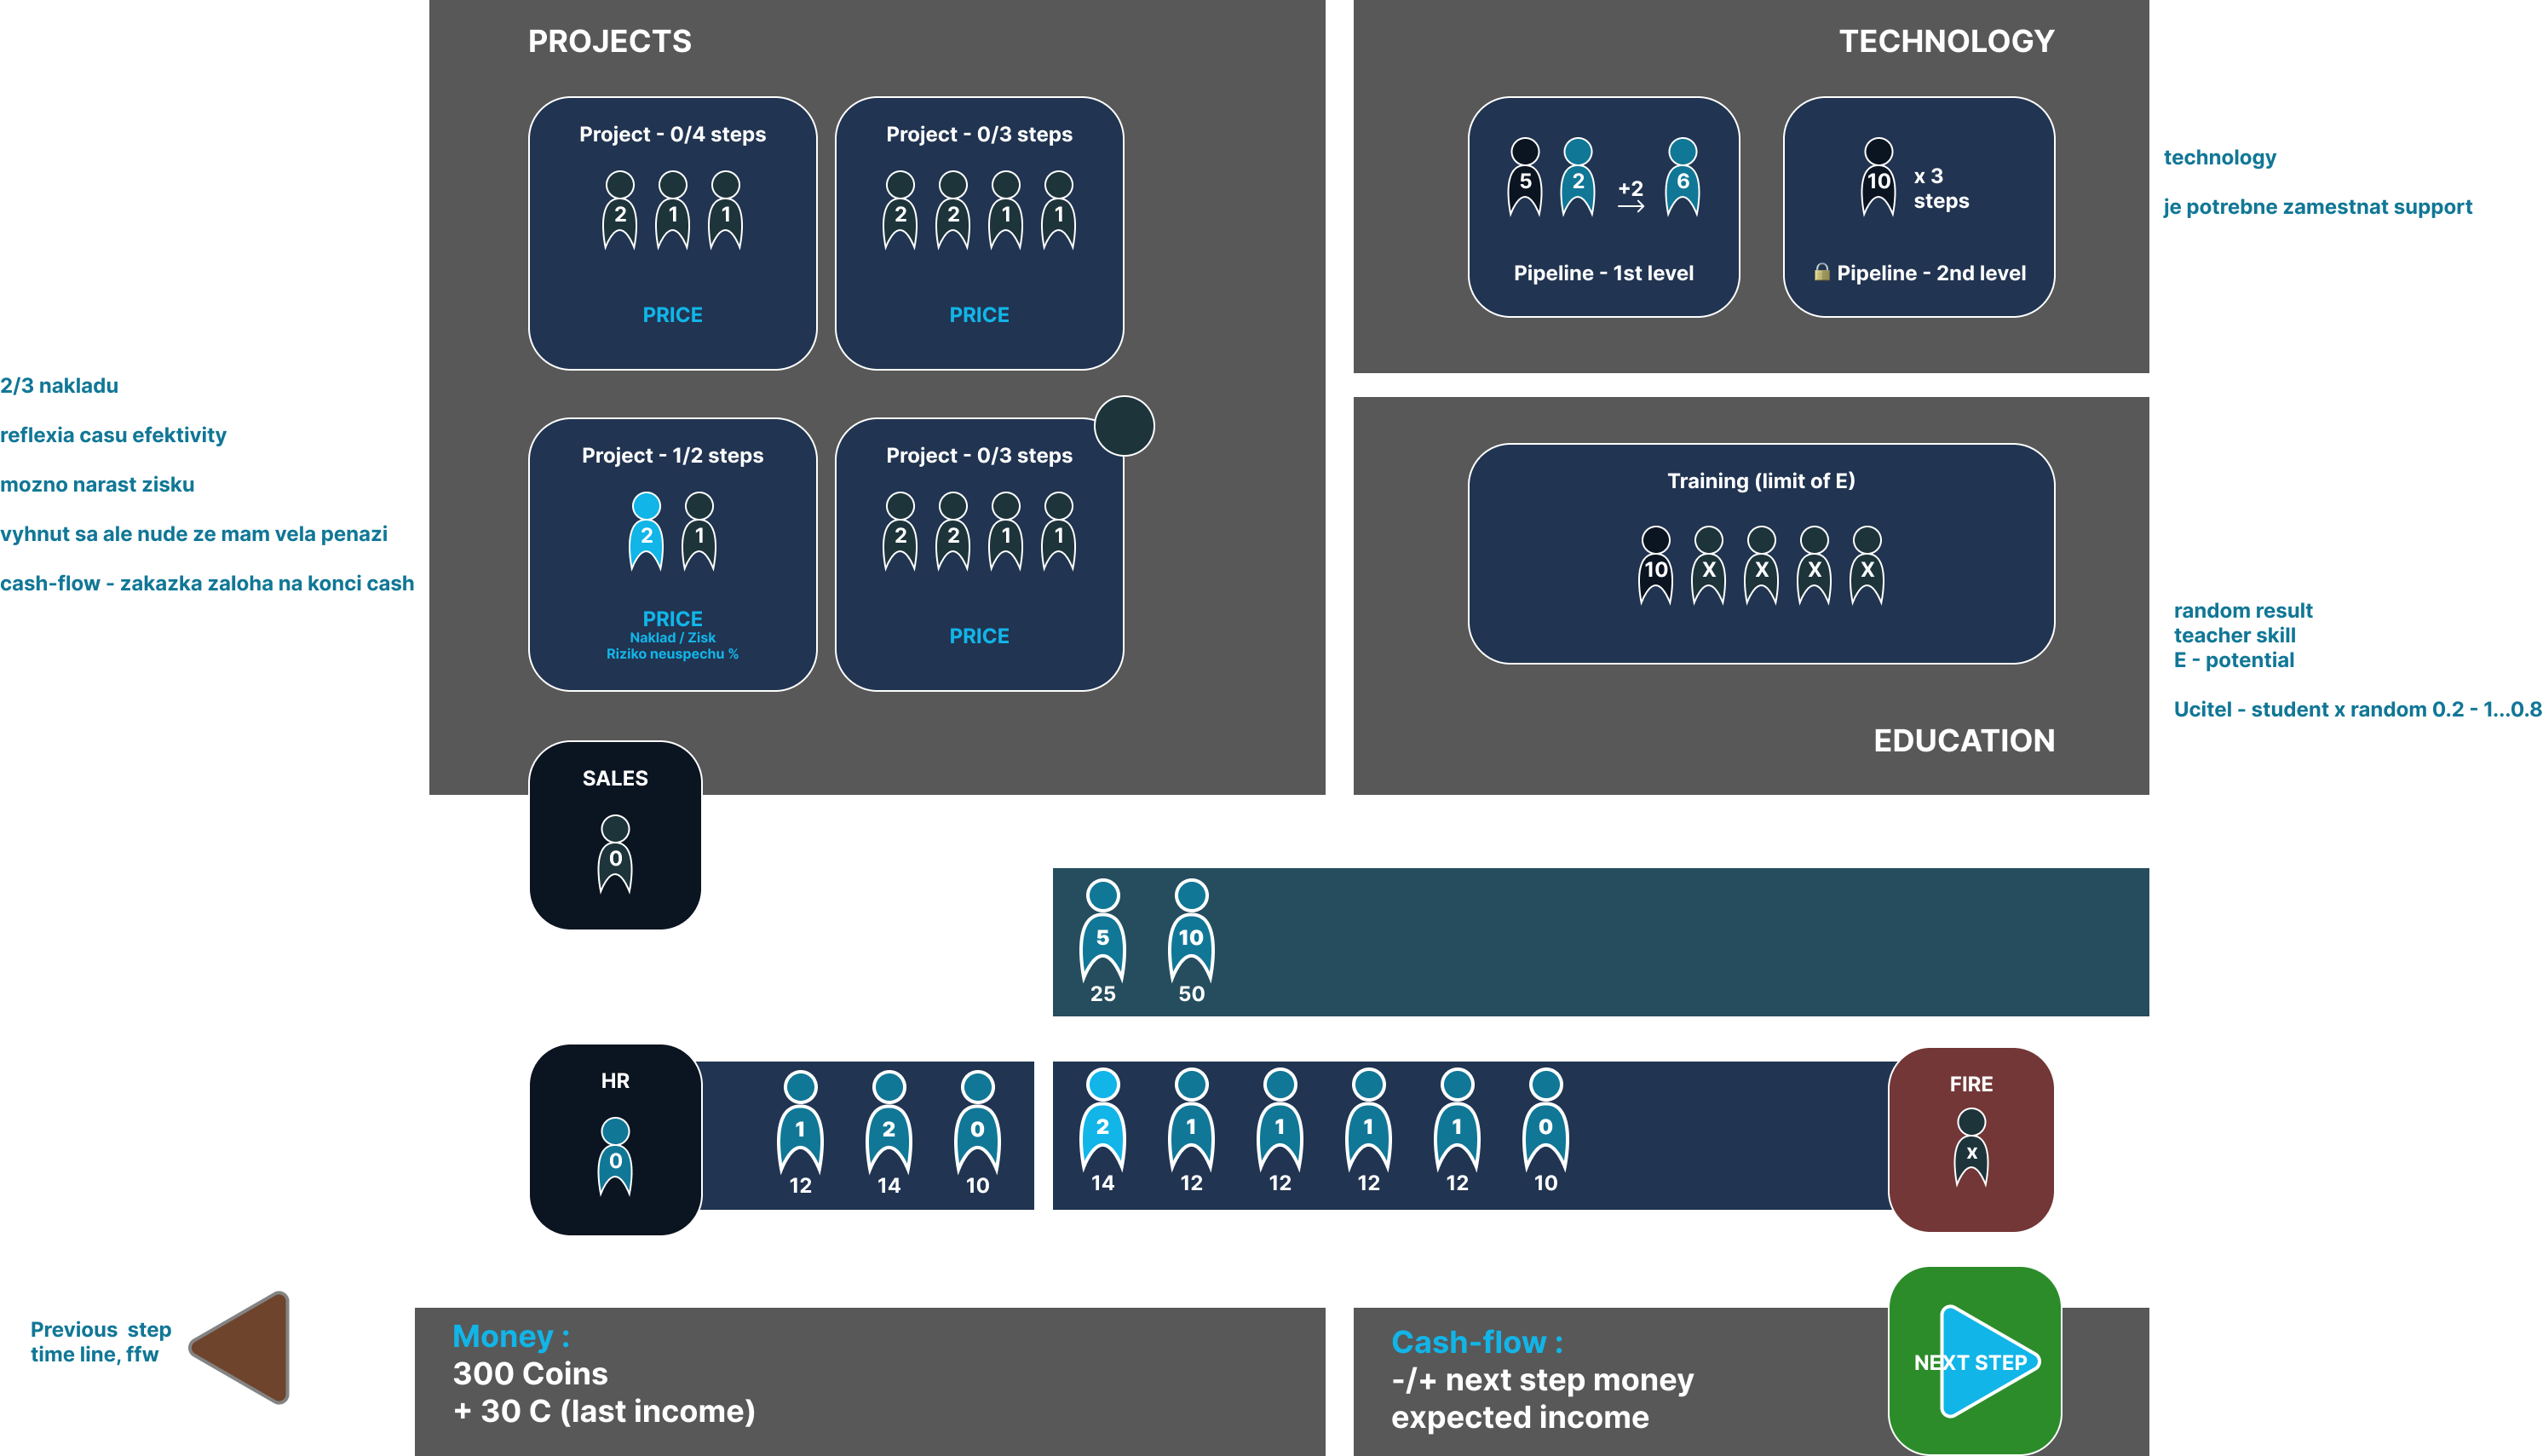 PROJECTS
Project - 0/4 steps
2 1 1
PRICE
Project - 0/3 steps
2 2 1 1
PRICE
Project - 1/2 steps
2 1
PRICE
Naklad / Zisk
Riziko neuspechu %
Project - 0/3 steps
2 2 1 1
PRICE
TECHNOLOGY
5 2 +2 6
Pipeline - 1st level
10 x 3
steps
Pipeline - 2nd level
technology
je potrebne zamestnat support
2/3 nakladu
reflexia casu efektivity
mozno narast zisku
vyhnut sa ale nude ze mam vela penazi
cash-flow - zakazka zaloha na konci cash
Training (limit of E)
10 X X X X
EDUCATION
random result
teacher skill
E - potential
Ucitel - student x random 0.2 - 1...0.8
SALES
0
5 10
25 50
HR
0
1 2 0
12 14 10
2 1 1 1 1 0
14 12 12 12 12 10
FIRE
x
Previous step
time line, ffw
Money :
300 Coins
+ 30 C (last income)
Cash-flow :
-/+ next step money
expected income
NEXT STEP